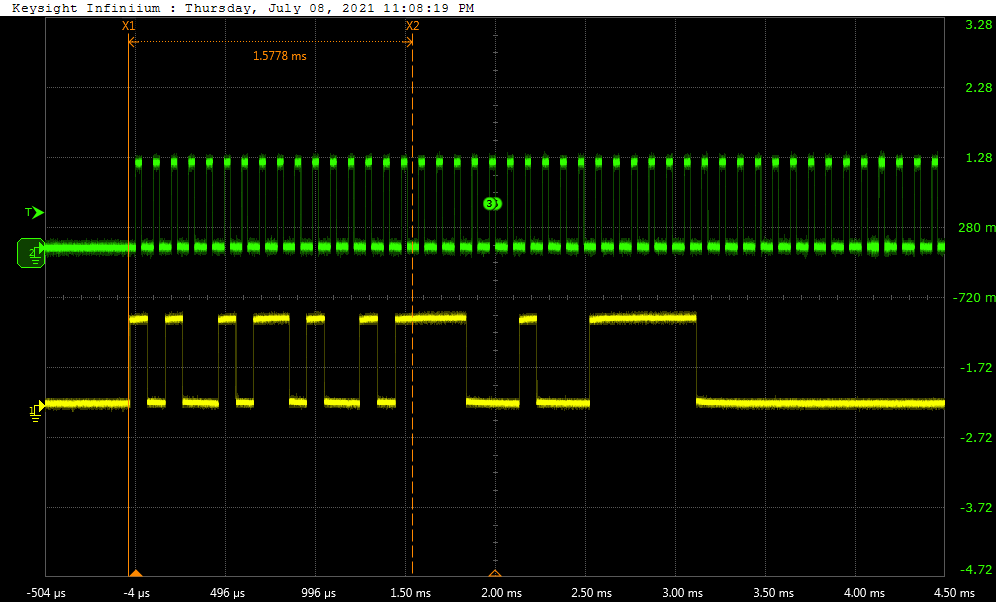 Keysight Infiniium : Thursday, July 08, 2021 11:08:19 PM
X1 X2
3.28
1.5778 ms
2.28
1.28
T
3
280 m
2
-720 m
-1.72
1
-2.72
-3.72
-4.72
-504 µs -4 µs 496 µs 996 µs 1.50 ms 2.00 ms 2.50 ms 3.00 ms 3.50 ms 4.00 ms 4.50 ms